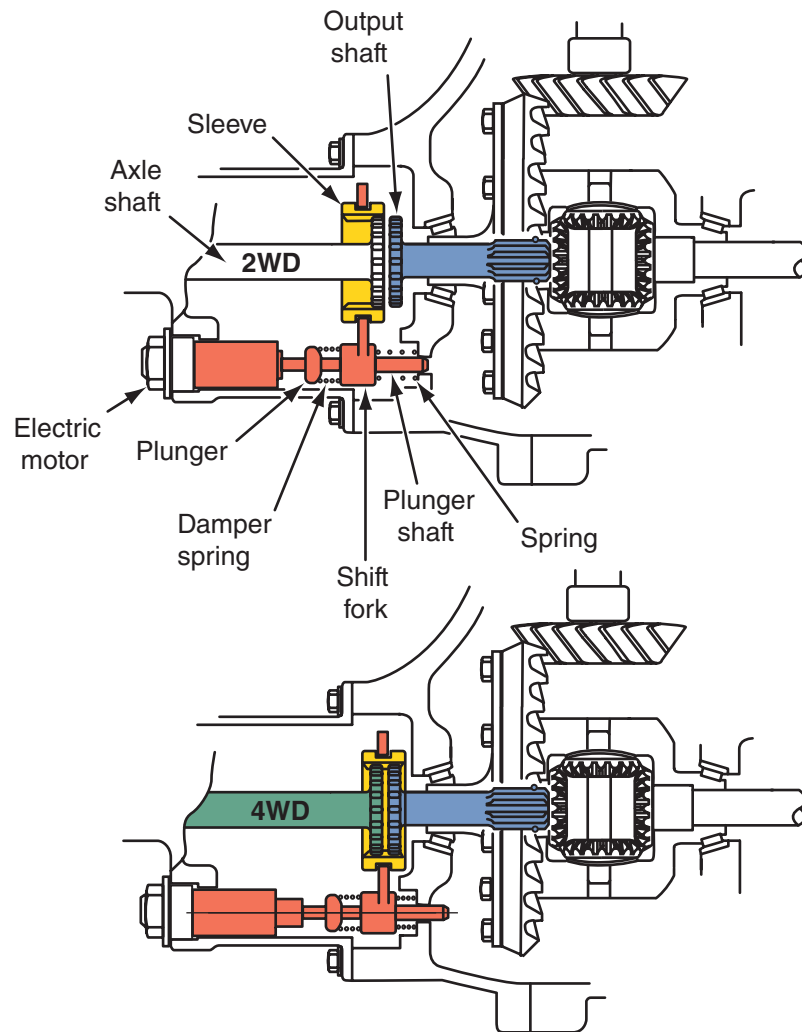 Output
shaft
Sleeve
Axle
shaft
2WD
Electric
motor
Plunger
Damper
spring
Shift
fork
Plunger
shaft
Spring
4WD